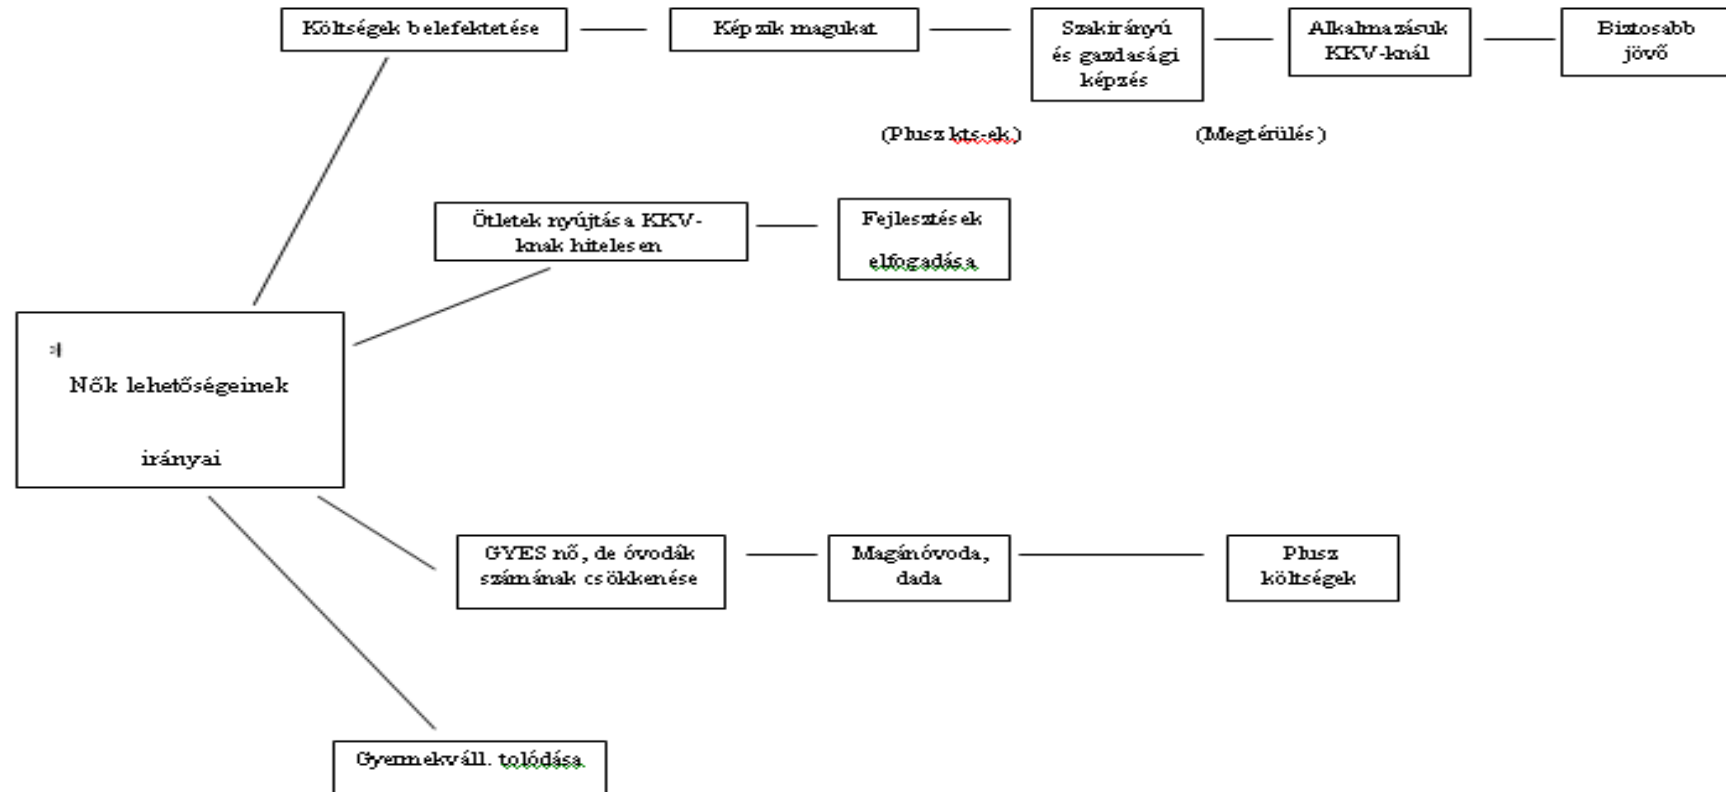 Költségek belefektetése
Képzik magukat
Szakirányú
és gazdasági
képzés
Alkalmazásuk
KKV-knál
Biztosabb
jövő
(Plusz kts-ek)
(Megtérülés)
Ötletek nyújtása KKV-
knak hitelesen
Fejlesztések
elfogadása
Nők lehetőségeinek
irányai
GYES nő, de óvodák
számának csökkenése
Magánóvoda,
dada
Plusz
költségek
Gyermekváll. tolódása